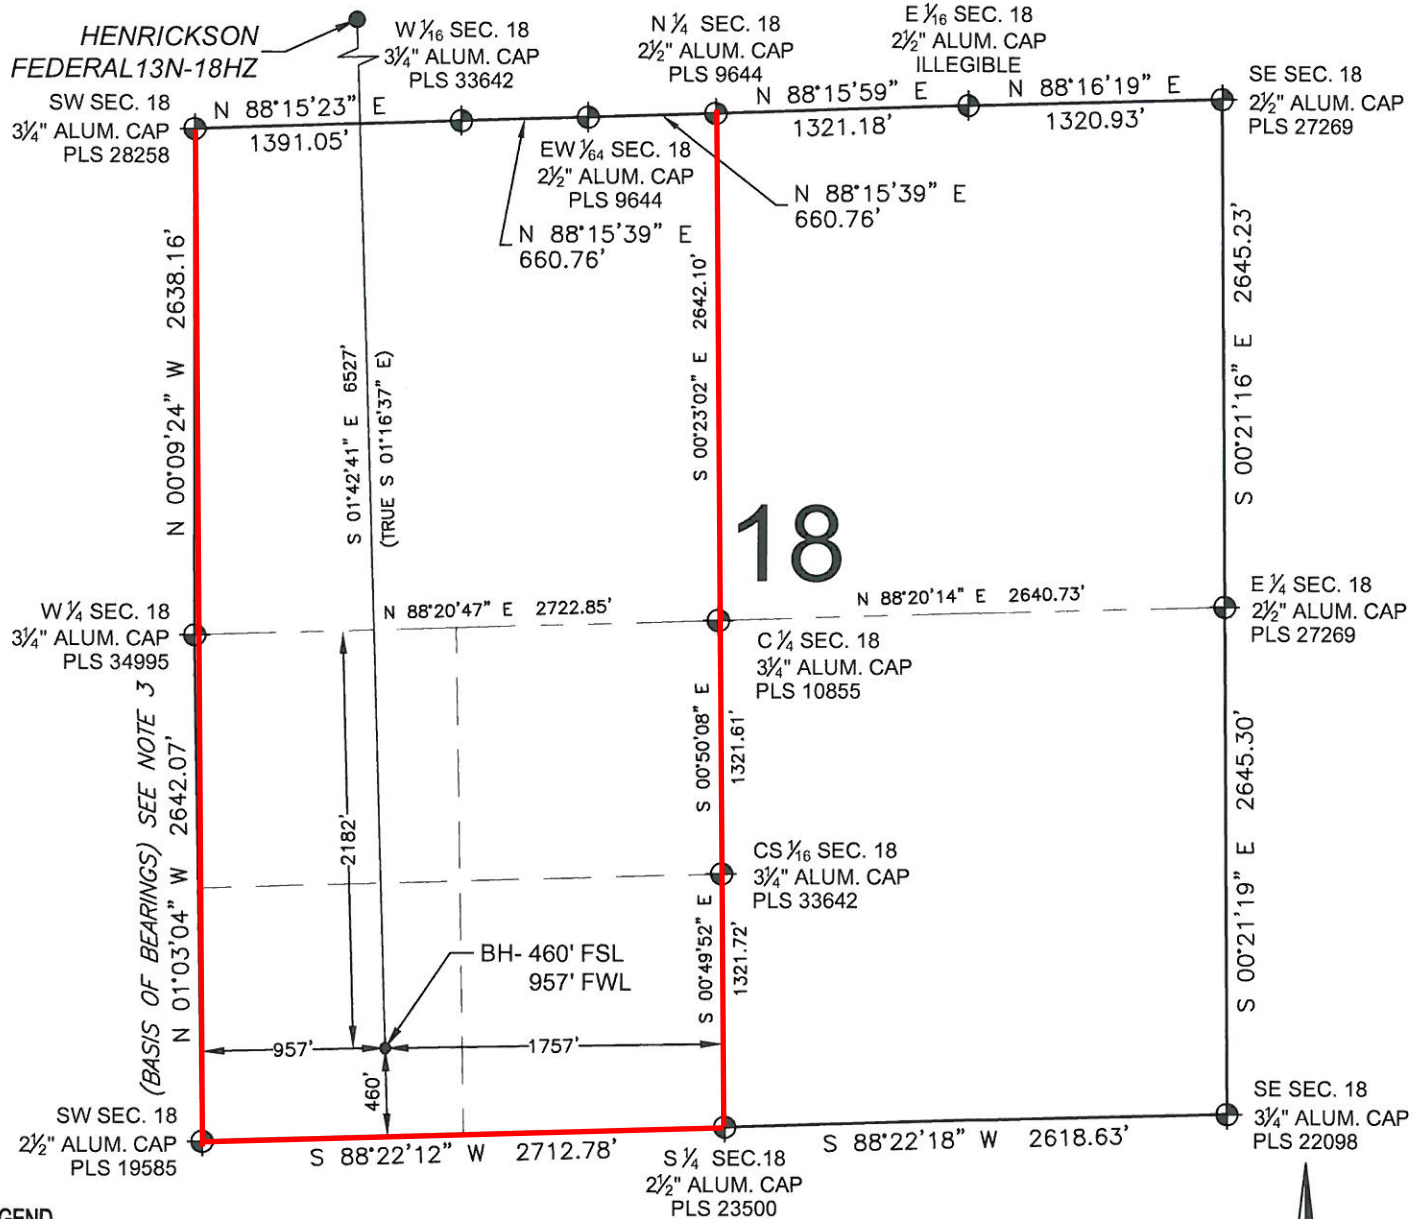 HENRICKSON
FEDERAL13N-18HZ
W 1/16 SEC. 18
3¼" ALUM. CAP
PLS 33642
N ¼ SEC. 18
2½" ALUM. CAP
PLS 9644
E 1/16 SEC. 18
2½" ALUM. CAP
ILLEGIBLE
SE SEC. 18
2½" ALUM. CAP
PLS 27269
SW SEC. 18
3¼" ALUM. CAP
PLS 28258
N 88°15'23" E
1391.05'
N 88°15'59" E
1321.18'
N 88°16'19" E
1320.93'
EW 1/64 SEC. 18
2½" ALUM. CAP
PLS 9644
N 88°15'39" E
660.76'
N 88°15'39" E
660.76'
N 00°09'24" W 2638.16'
S 01°42'41" E 6527'
(TRUE S 01°16'37" E)
S 00°23'02" E 2642.10'
S 00°21'16" E 2645.23'
18
W ¼ SEC. 18
3¼" ALUM. CAP
PLS 34995
N 88°20'47" E 2722.85'
N 88°20'14" E 2640.73'
E ¼ SEC. 18
2½" ALUM. CAP
PLS 27269
C ¼ SEC. 18
3¼" ALUM. CAP
PLS 10855
(BASIS OF BEARINGS) SEE NOTE 3
N 01°03'04" W 2642.07'
2182'
S 00°50'08" E
1321.61'
S 00°21'19" E 2645.30'
CS 1/16 SEC. 18
3¼" ALUM. CAP
PLS 33642
S 00°49'52" E
1321.72'
BH- 460' FSL
957' FWL
957'
1757'
460'
SW SEC. 18
2½" ALUM. CAP
PLS 19585
S 88°22'12" W 2712.78'
S ¼ SEC.18
2½" ALUM. CAP
PLS 23500
S 88°22'18" W 2618.63'
SE SEC. 18
3¼" ALUM. CAP
PLS 22098